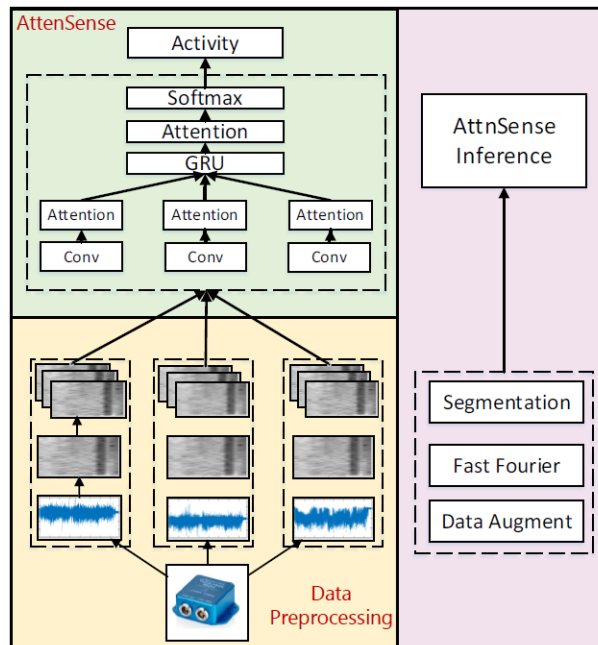 AttenSense
Activity
Softmax
Attention
GRU
Attention
Attention
Attention
Conv
Conv
Conv
Data
Preprocessing
AttnSense
Inference
Segmentation
Fast Fourier
Data Augment